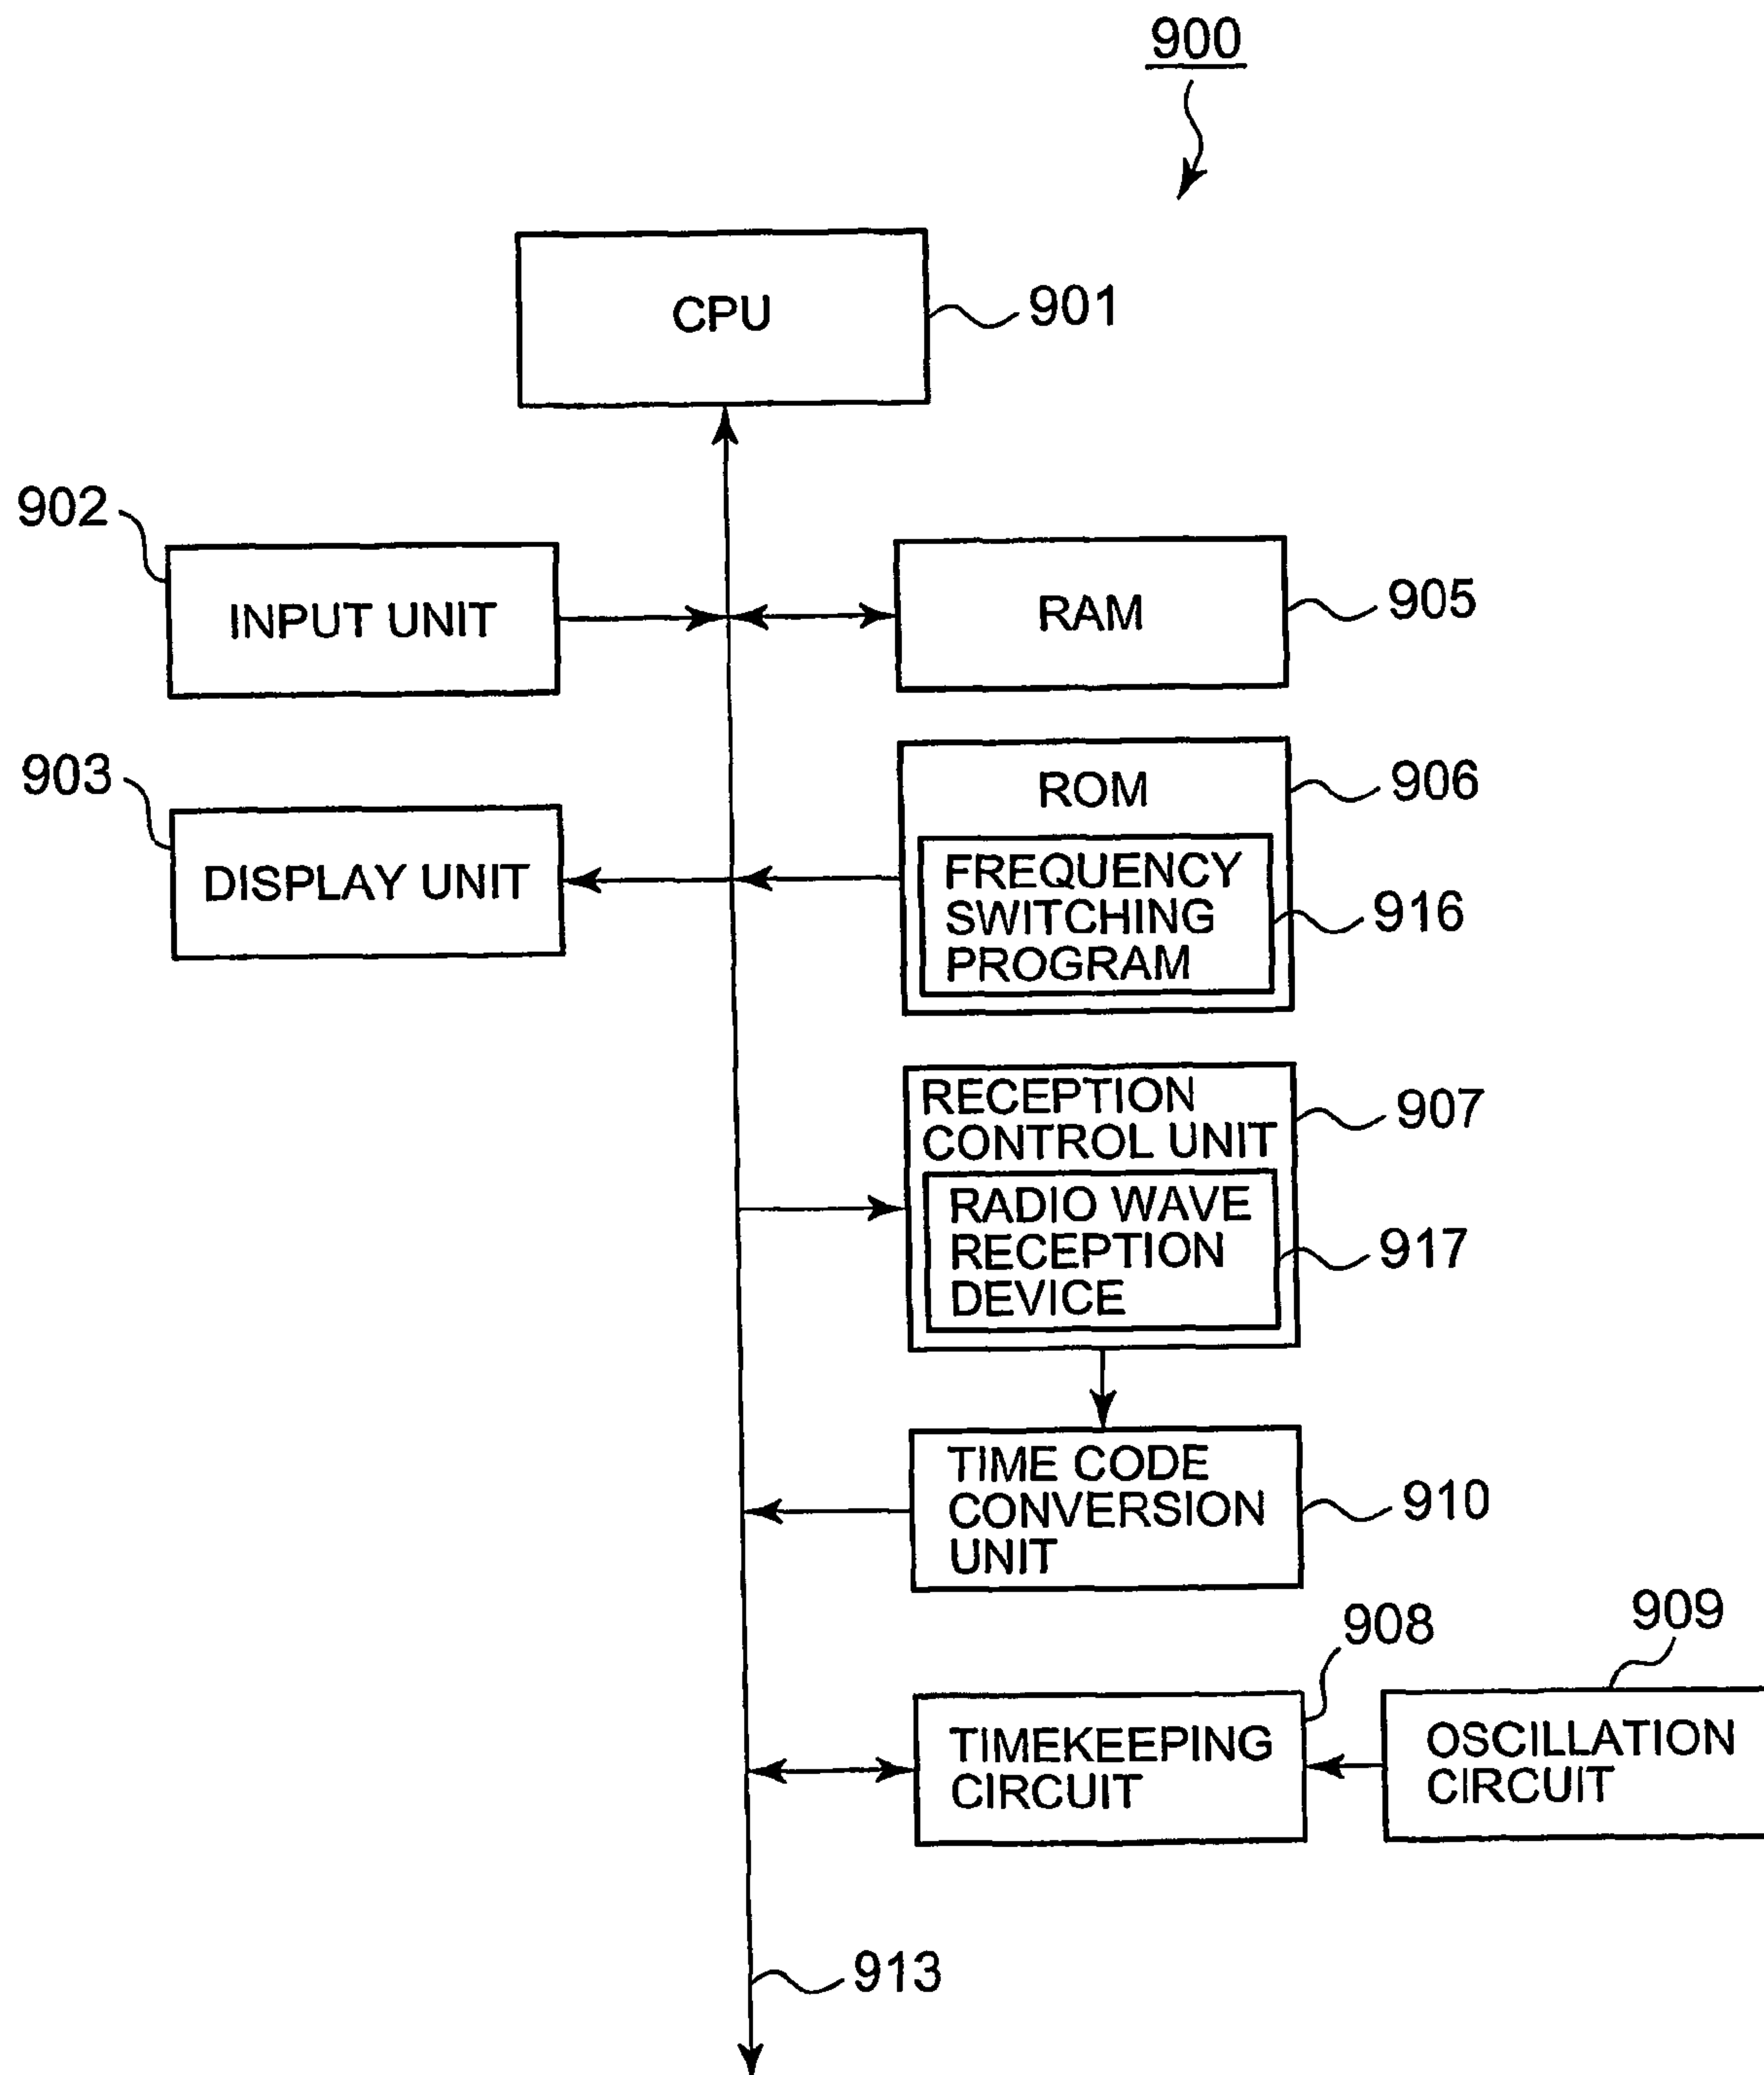 900
CPU
901
902
INPUT UNIT
RAM
905
903
DISPLAY UNIT
ROM
906
FREQUENCY
SWITCHING
PROGRAM
916
RECEPTION
CONTROL UNIT
907
RADIO WAVE
RECEPTION
DEVICE
917
TIME CODE
CONVERSION
UNIT
910
908
909
TIMEKEEPING
CIRCUIT
OSCILLATION
CIRCUIT
913